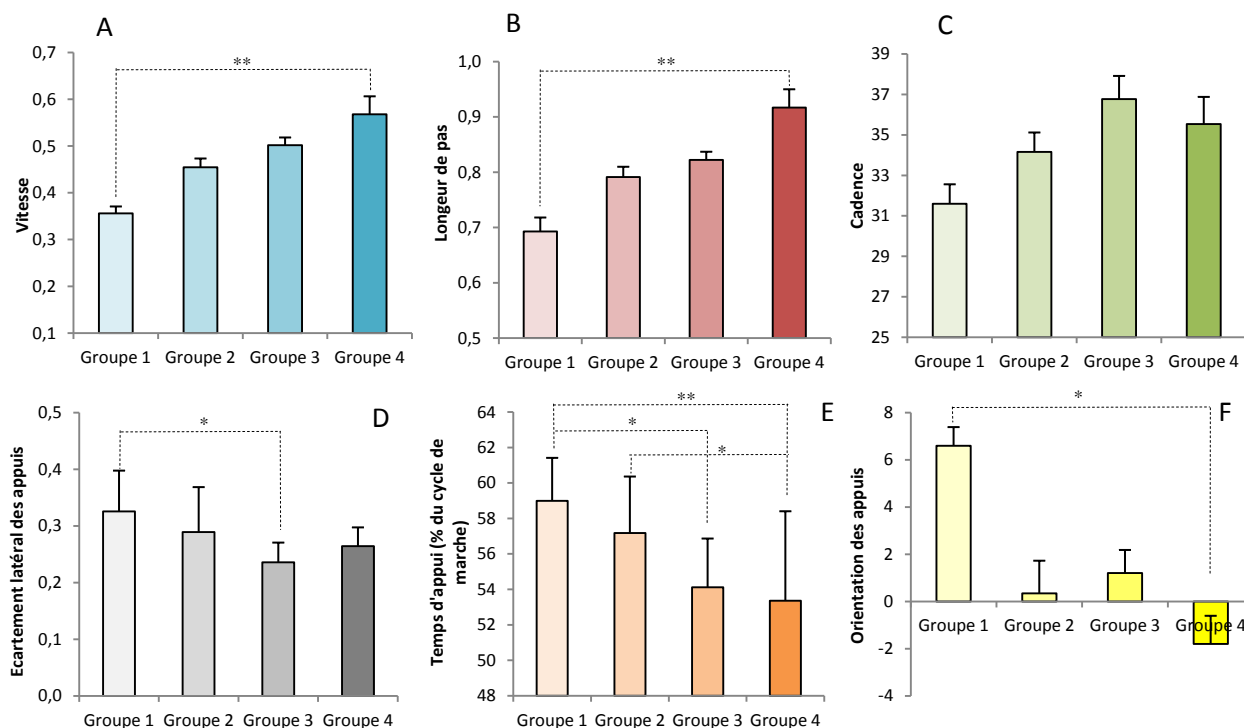 A
Vitesse
0,7
0,6
0,5
0,4
0,3
0,2
0,1
**
Groupe 1 Groupe 2 Groupe 3 Groupe 4
B
Longeur de pas
1,0
0,9
0,8
0,7
0,6
0,5
**
Groupe 1 Groupe 2 Groupe 3 Groupe 4
C
Cadence
39
37
35
33
31
29
27
25
Groupe 1 Groupe 2 Groupe 3 Groupe 4
D
Ecartement latéral des appuis
0,5
0,4
0,3
0,2
0,1
0,0
*
Groupe 1 Groupe 2 Groupe 3 Groupe 4
E
Temps d'appui (% du cycle de
marche)
64
62
60
58
56
54
52
50
48
**
*
*
Groupe 1 Groupe 2 Groupe 3 Groupe 4
F
Orientation des appuis
8
6
4
2
0
-2
-4
*
Groupe 1 Groupe 2 Groupe 3 Groupe 4